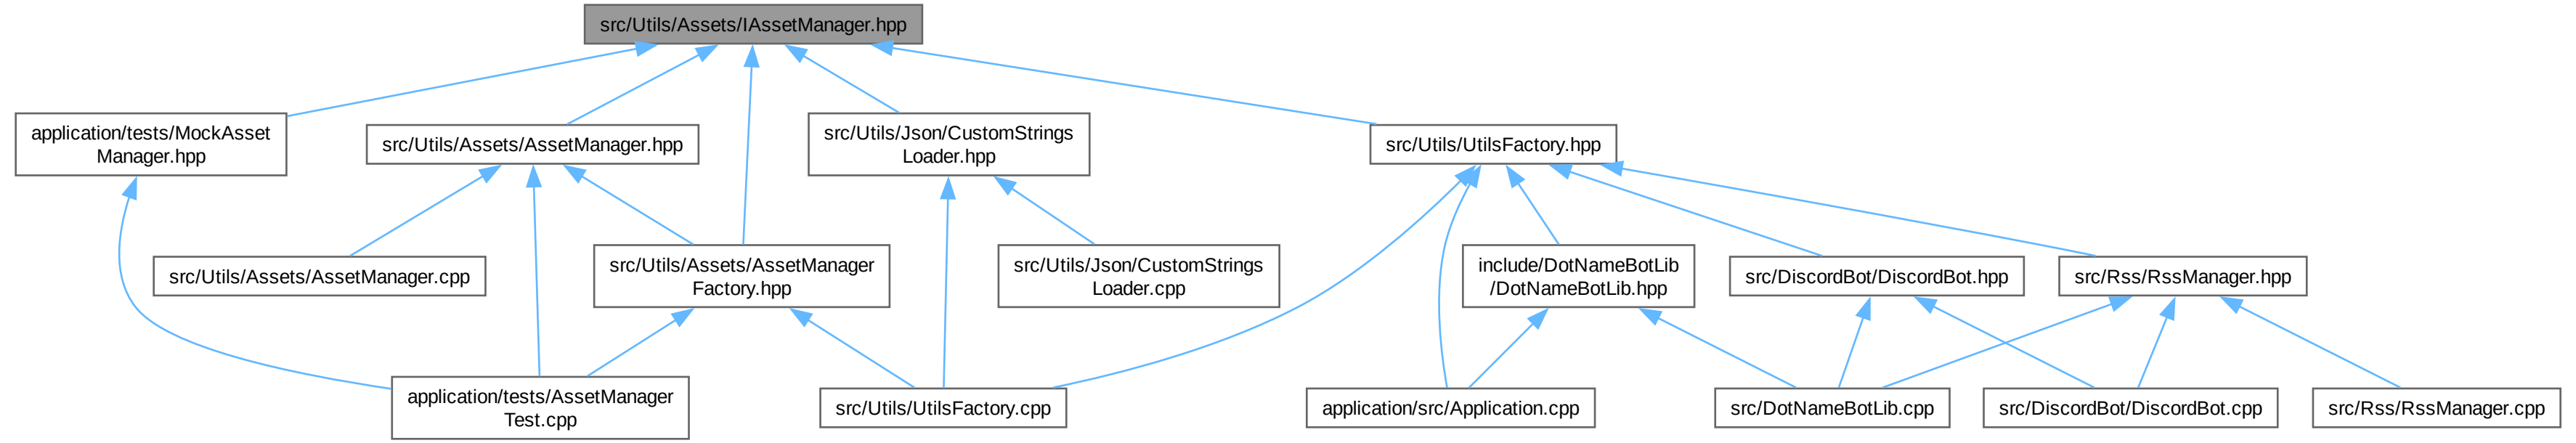 src/Utils/Assets/IAssetManager.hpp
application/tests/MockAsset
Manager.hpp
src/Utils/Assets/AssetManager.hpp
src/Utils/Json/CustomStrings
Loader.hpp
src/Utils/UtilsFactory.hpp
src/Utils/Assets/AssetManager.cpp
src/Utils/Assets/AssetManager
Factory.hpp
src/Utils/Json/CustomStrings
Loader.cpp
include/DotNameBotLib
/DotNameBotLib.hpp
src/DiscordBot/DiscordBot.hpp
src/Rss/RssManager.hpp
application/tests/AssetManager
Test.cpp
src/Utils/UtilsFactory.cpp
application/src/Application.cpp
src/DotNameBotLib.cpp
src/DiscordBot/DiscordBot.cpp
src/Rss/RssManager.cpp